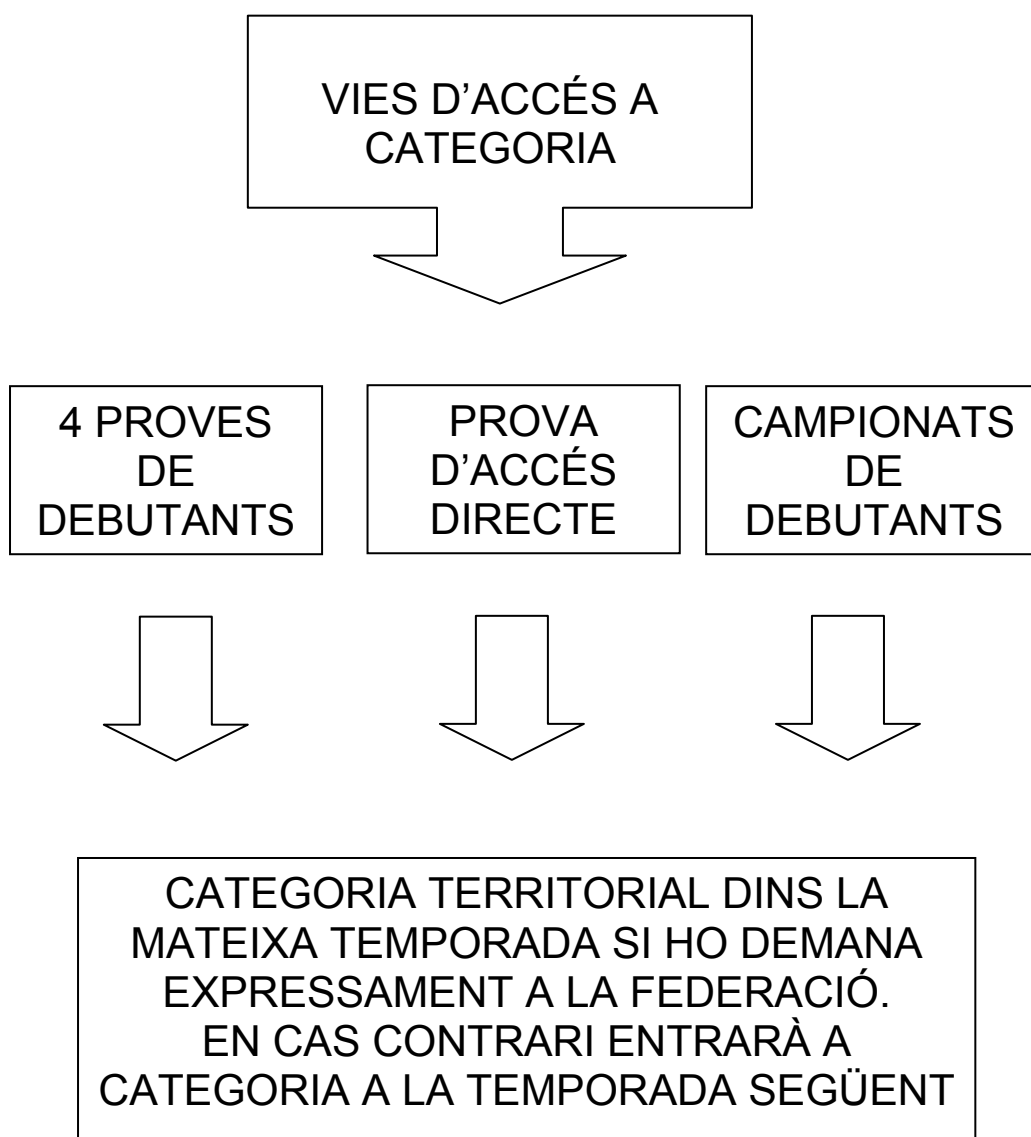 VIES D’ACCÉS A
CATEGORIA
4 PROVES
DE
DEBUTANTS
PROVA
D’ACCÉS
DIRECTE
CAMPIONATS
DE
DEBUTANTS
CATEGORIA TERRITORIAL DINS LA
MATEIXA TEMPORADA SI HO DEMANA
EXPRESSAMENT A LA FEDERACIÓ.
EN CAS CONTRARI ENTRARÀ A
CATEGORIA A LA TEMPORADA SEGÜENT